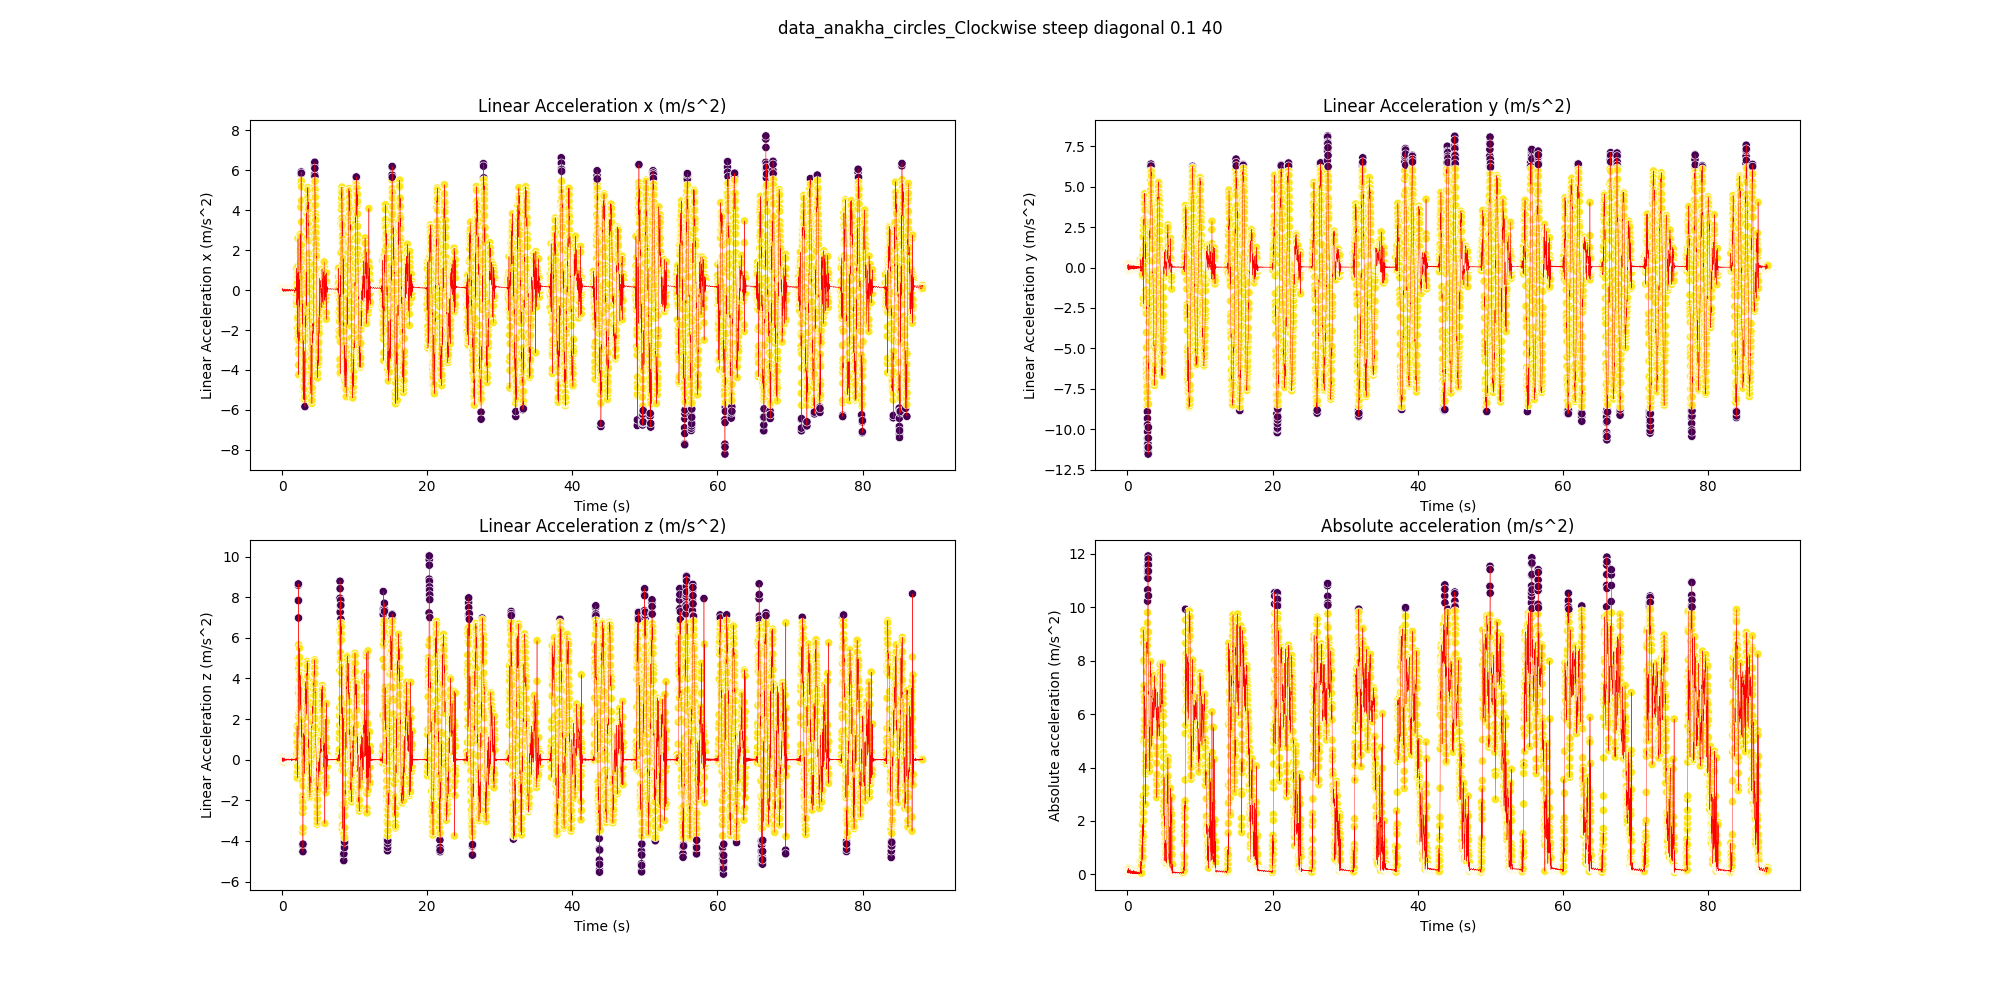 data_anakha_circles_Clockwise steep diagonal 0.1 40
Linear Acceleration x (m/s^2)
Linear Acceleration x (m/s^2)
8
6
4
2
0
−2
−4
−6
−8
0 20 40 60 80
Time (s)
Linear Acceleration y (m/s^2)
Linear Acceleration y (m/s^2)
7.5
5.0
2.5
0.0
−2.5
−5.0
−7.5
−10.0
−12.5
0 20 40 60 80
Time (s)
Linear Acceleration z (m/s^2)
Linear Acceleration z (m/s^2)
10
8
6
4
2
0
−2
−4
−6
0 20 40 60 80
Time (s)
Absolute acceleration (m/s^2)
Absolute acceleration (m/s^2)
12
10
8
6
4
2
0
0 20 40 60 80
Time (s)